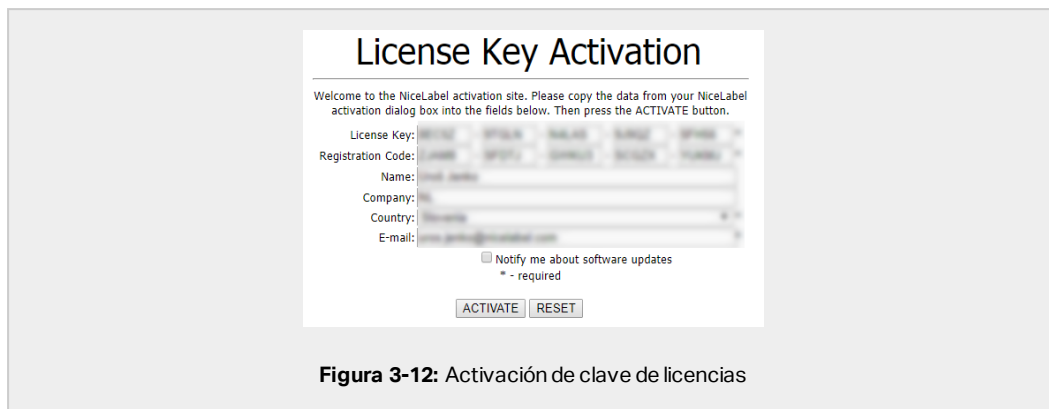 License Key Activation
Welcome to the NiceLabel activation site. Please copy the data from your NiceLabel
activation dialog box into the fields below. Then press the ACTIVATE button.
License Key: - - - - *
Registration Code: - - - - *
Name:
Company:
Country: *
E-mail: *
Notify me about software updates
* - required
ACTIVATE RESET
Figura 3-12: Activación de clave de licencias